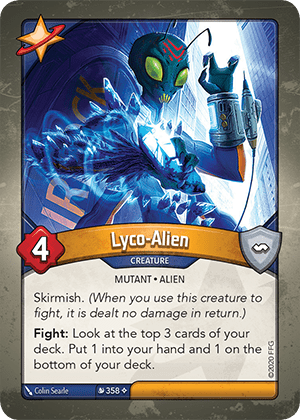 Lyco-Alien
CREATURE
4
MUTANT • ALIEN
Skirmish. (When you use this creature to
fight, it is dealt no damage in return.)
Fight: Look at the top 3 cards of your
deck. Put 1 into your hand and 1 on the
bottom of your deck.
Colin Searle
358
©2020 FFG